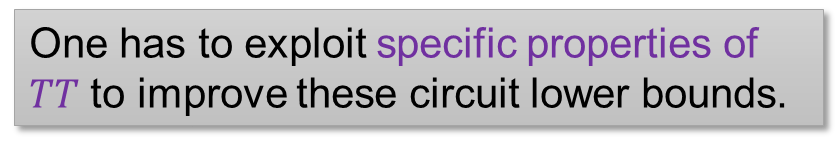 One has to exploit specific properties of
TT to improve these circuit lower bounds.